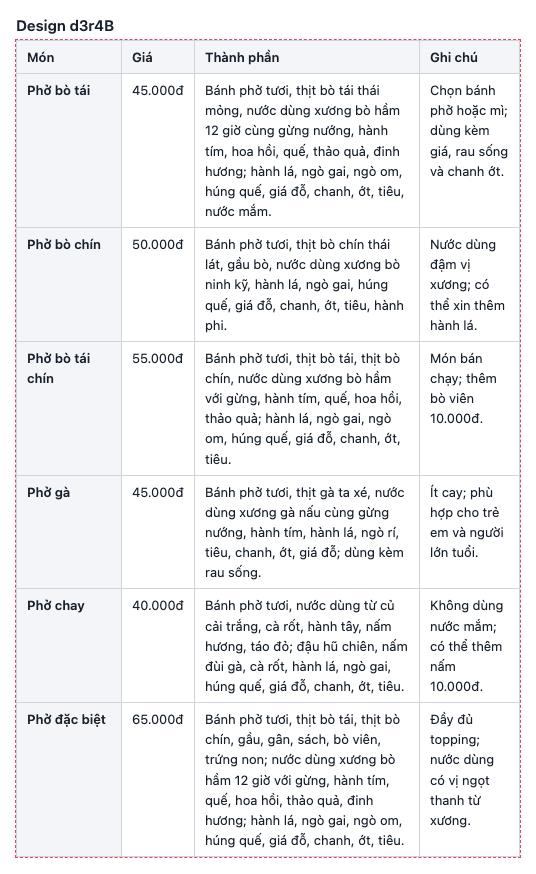 Design d3r4B
Món Giá Thành phần Ghi chú
Phở bò tái 45.000đ Bánh phở tươi, thịt bò tái thái Chọn bánh
mỏng, nước dùng xương bò hầm phở hoặc mì;
12 giờ cùng gừng nướng, hành dùng kèm
tím, hoa hồi, quế, thảo quả, đinh giá, rau sống
hương; hành lá, ngò gai, ngò om, và chanh ớt.
húng quế, giá đỗ, chanh, ớt, tiêu,
nước mắm.
Phở bò chín 50.000đ Bánh phở tươi, thịt bò chín thái Nước dùng
lát, gầu bò, nước dùng xương bò đậm vị
ninh kỹ, hành lá, ngò gai, húng xương; có
quế, giá đỗ, chanh, ớt, tiêu, hành thể xin thêm
phi. hành lá.
Phở bò tái 55.000đ Bánh phở tươi, thịt bò tái, thịt bò Món bán
chín chín, nước dùng xương bò hầm chạy; thêm
với gừng, hành tím, quế, hoa hồi, bò viên
thảo quả; hành lá, ngò gai, ngò 10.000đ.
om, húng quế, giá đỗ, chanh, ớt,
tiêu.
Phở gà 45.000đ Bánh phở tươi, thịt gà ta xé, nước Ít cay; phù
dùng xương gà nấu cùng gừng hợp cho trẻ
nướng, hành tím, hành lá, ngò rí, em và người
tiêu, chanh, ớt, giá đỗ; dùng kèm lớn tuổi.
rau sống.
Phở chay 40.000đ Bánh phở tươi, nước dùng từ củ Không dùng
cải trắng, cà rốt, hành tây, nấm nước mắm;
hương, táo đỏ; đậu hũ chiên, nấm có thể thêm
đùi gà, cà rốt, hành lá, ngò gai, nấm
húng quế, giá đỗ, chanh, ớt, tiêu. 10.000đ.
Phở đặc biệt 65.000đ Bánh phở tươi, thịt bò tái, thịt bò Đầy đủ
chín, gầu, gân, sách, bò viên, topping;
trứng non; nước dùng xương bò nước dùng
hầm 12 giờ với gừng, hành tím, có vị ngọt
quế, hoa hồi, thảo quả, đinh thanh từ
hương; hành lá, ngò gai, ngò om, xương.
húng quế, giá đỗ, chanh, ớt, tiêu.